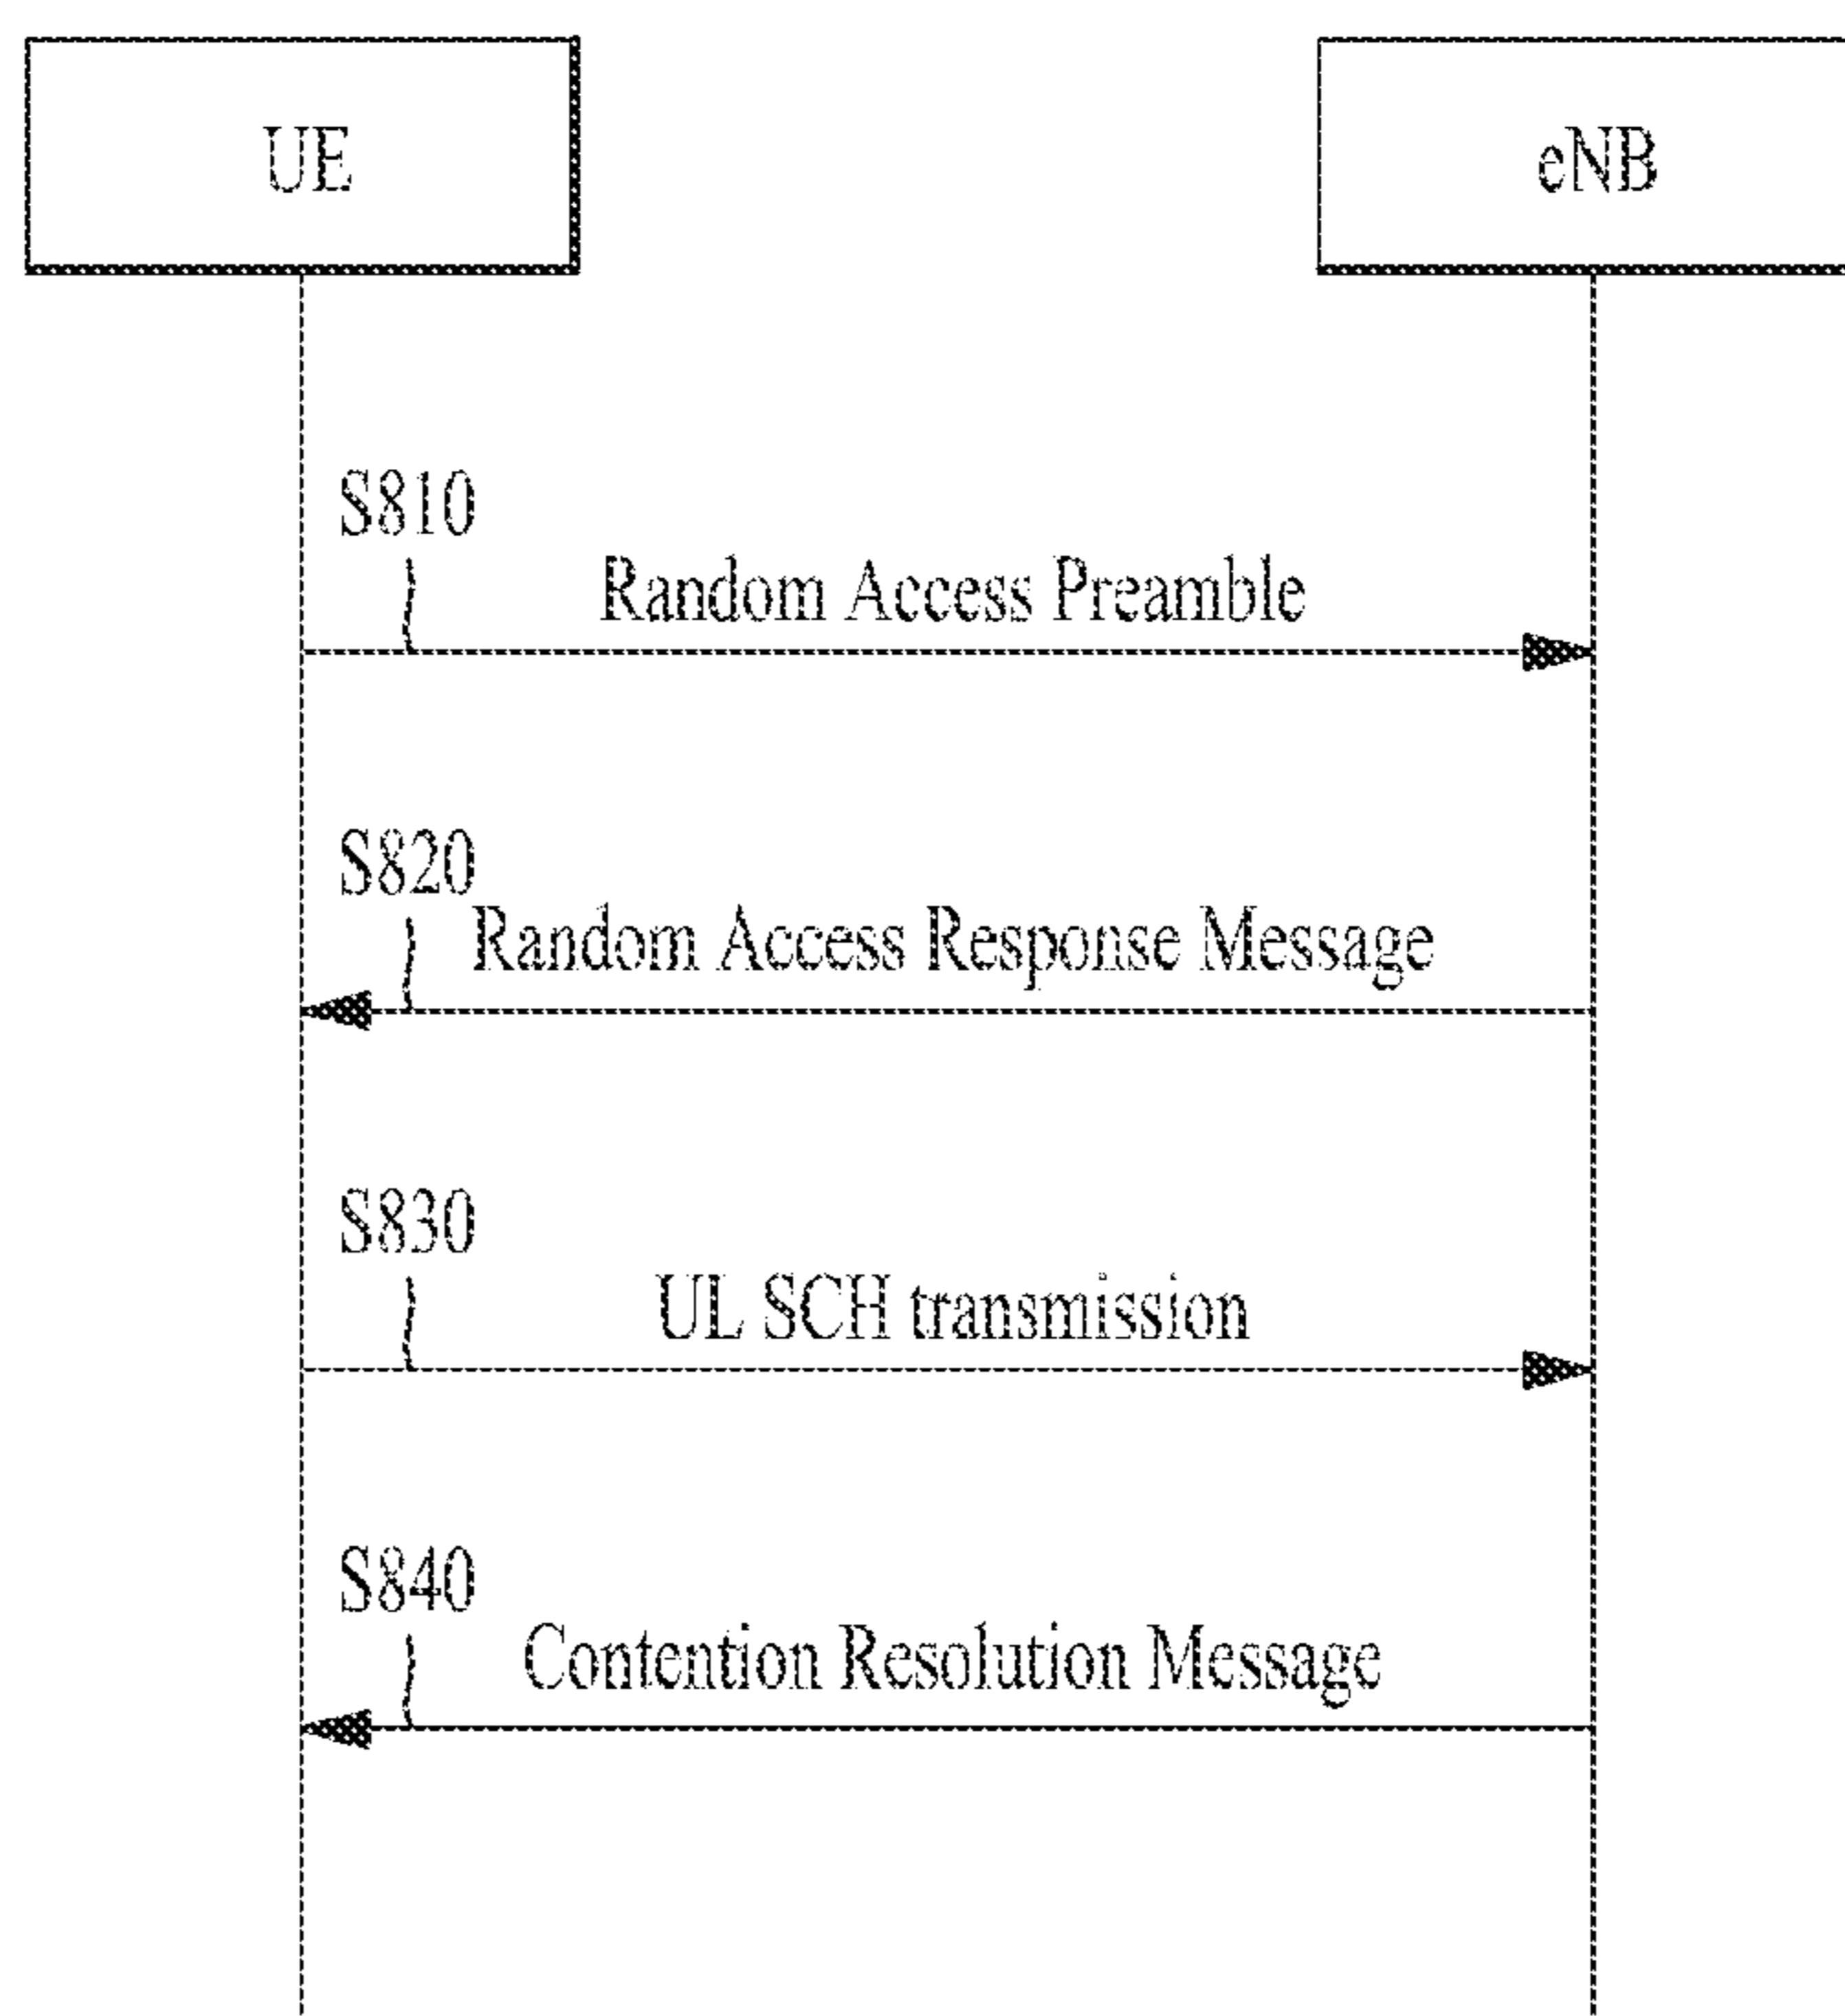 UE
eNB
S810
Random Access Preamble
S820
Random Access Response Message
S830
UL SCH transmission
S840
Contention Resolution Message